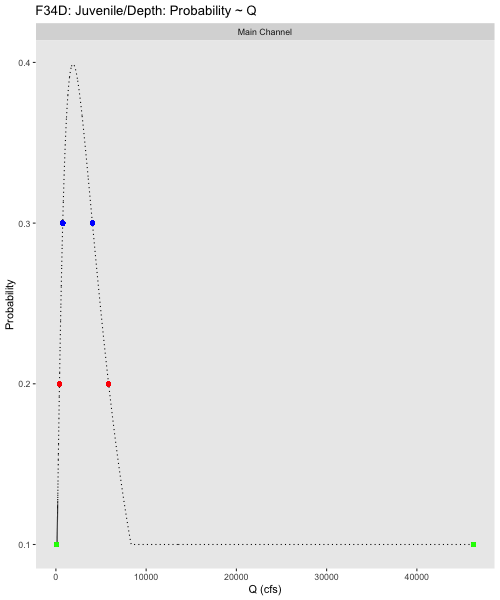 F34D: Juvenile/Depth: Probability ~ Q
Main Channel
0.4
0.3
0.2
0.1
Probability
0
10000
20000
30000
40000
Q (cfs)